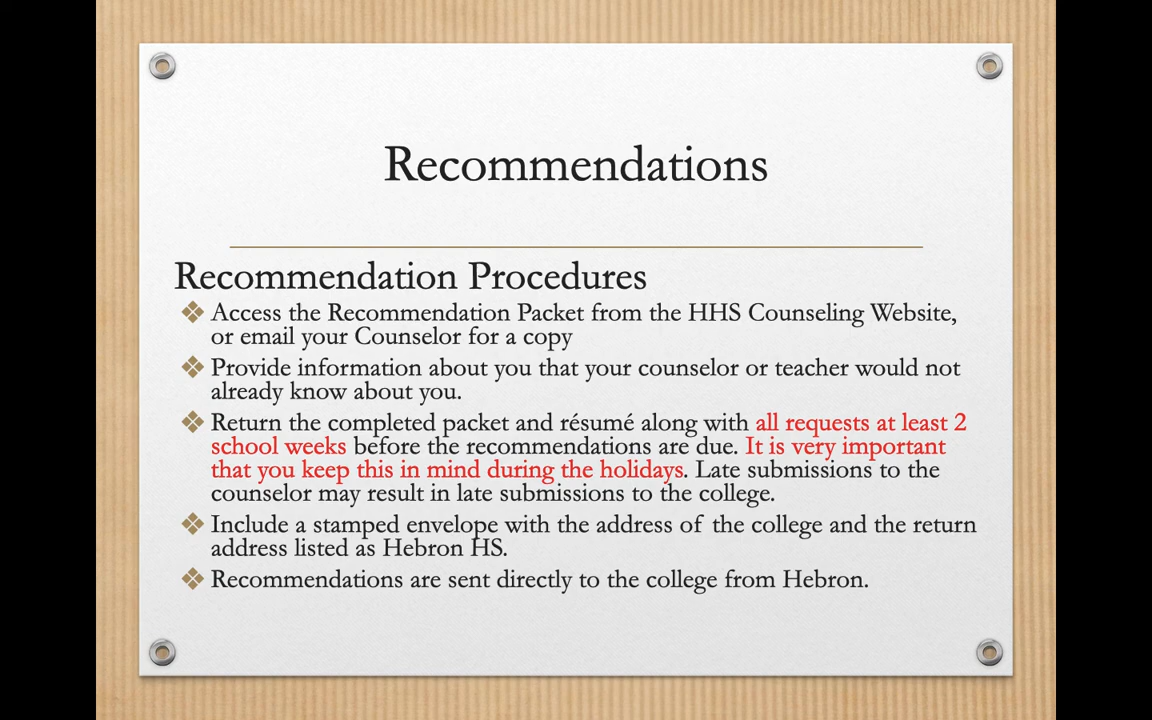 Recommendations
Recommendation Procedures
Access the Recommendation Packet from the HHS Counseling Website,
or email your Counselor for a copy
Provide information about you that your counselor or teacher would not
already know about you.
Return the completed packet and résumé along with all requests at least 2
school weeks before the recommendations are due. It is very important
that you keep this in mind during the holidays. Late submissions to the
counselor may result in late submissions to the college.
Include a stamped envelope with the address of the college and the return
address listed as Hebron HS.
Recommendations are sent directly to the college from Hebron.